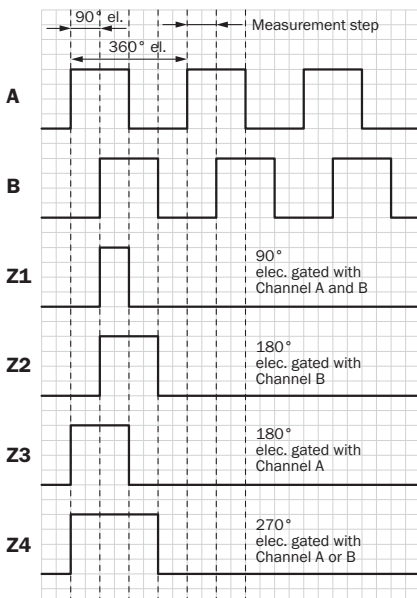 90° el.
Measurement step
360° el.
A
B
Z1
90°
elec. gated with
Channel A and B
Z2
180°
elec. gated with
Channel B
Z3
180°
elec. gated with
Channel A
Z4
270°
elec. gated with
Channel A or B